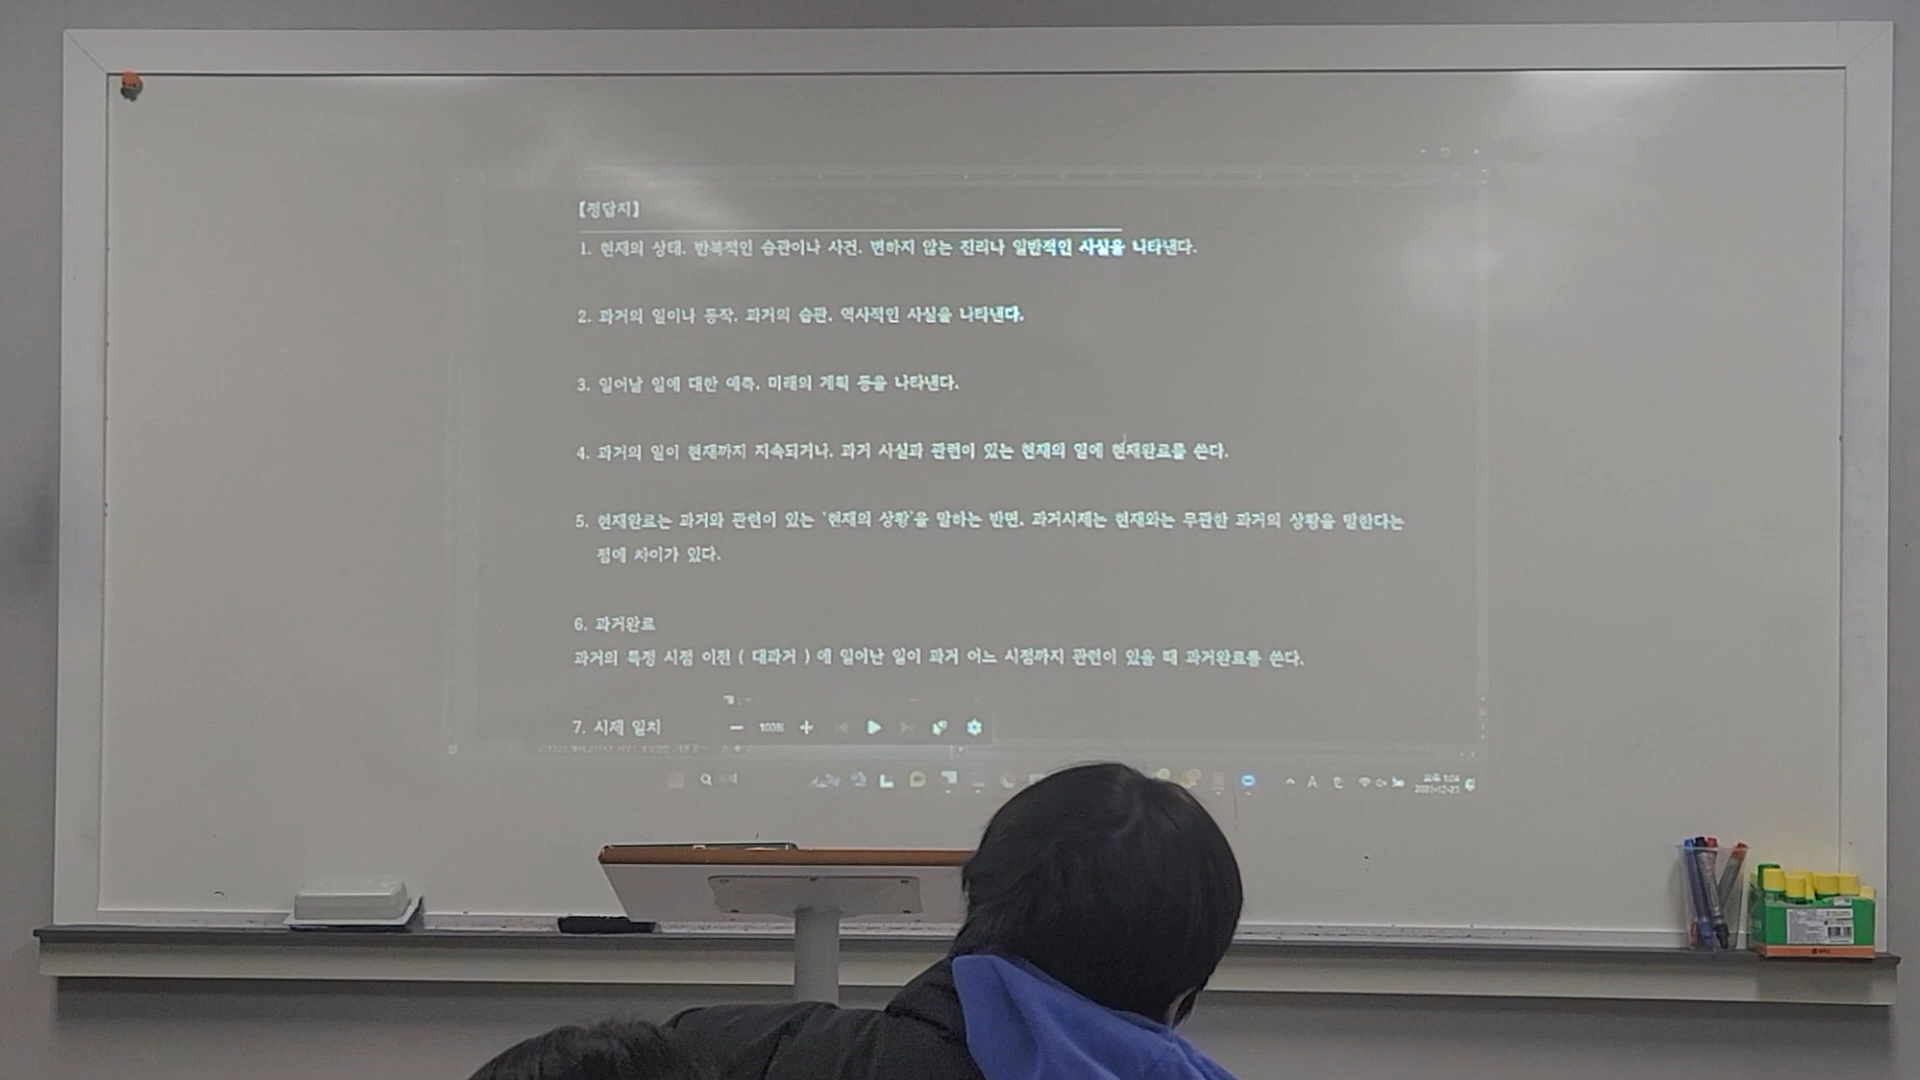 【정답지】
1. 현재의 상태, 반복적인 습관이나 사건, 변하지 않는 진리나 일반적인 사실을 나타낸다.
2. 과거의 일이나 동작, 과거의 습관, 역사적인 사실을 나타낸다.
3. 일어날 일에 대한 예측, 미래의 계획 등을 나타낸다.
4. 과거의 일이 현재까지 지속되거나, 과거 사실과 관련이 있는 현재의 일에 현재완료를 쓴다.
5. 현재완료는 과거와 관련이 있는 '현재의 상황'을 말하는 반면, 과거시제는 현재와는 무관한 과거의 상황을 말한다는
점에 차이가 있다.
6. 과거완료
과거의 특정 시점 이전 ( 대과거 ) 에 일어난 일이 과거 어느 시점까지 관련이 있을 때 과거완료를 쓴다.
7. 시제 일치
100%
검색
A